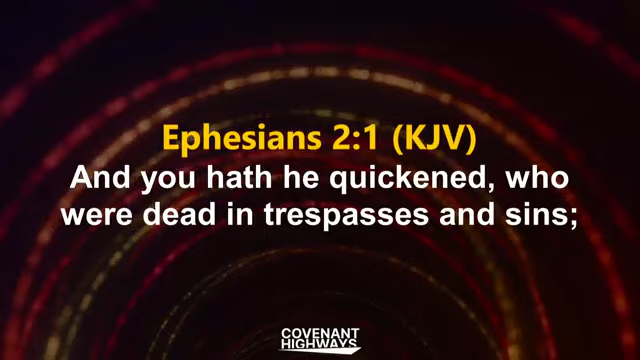 Ephesians 2:1 (KJV)
And you hath he quickened, who
were dead in trespasses and sins;
COVENANT
HIGHWAYS